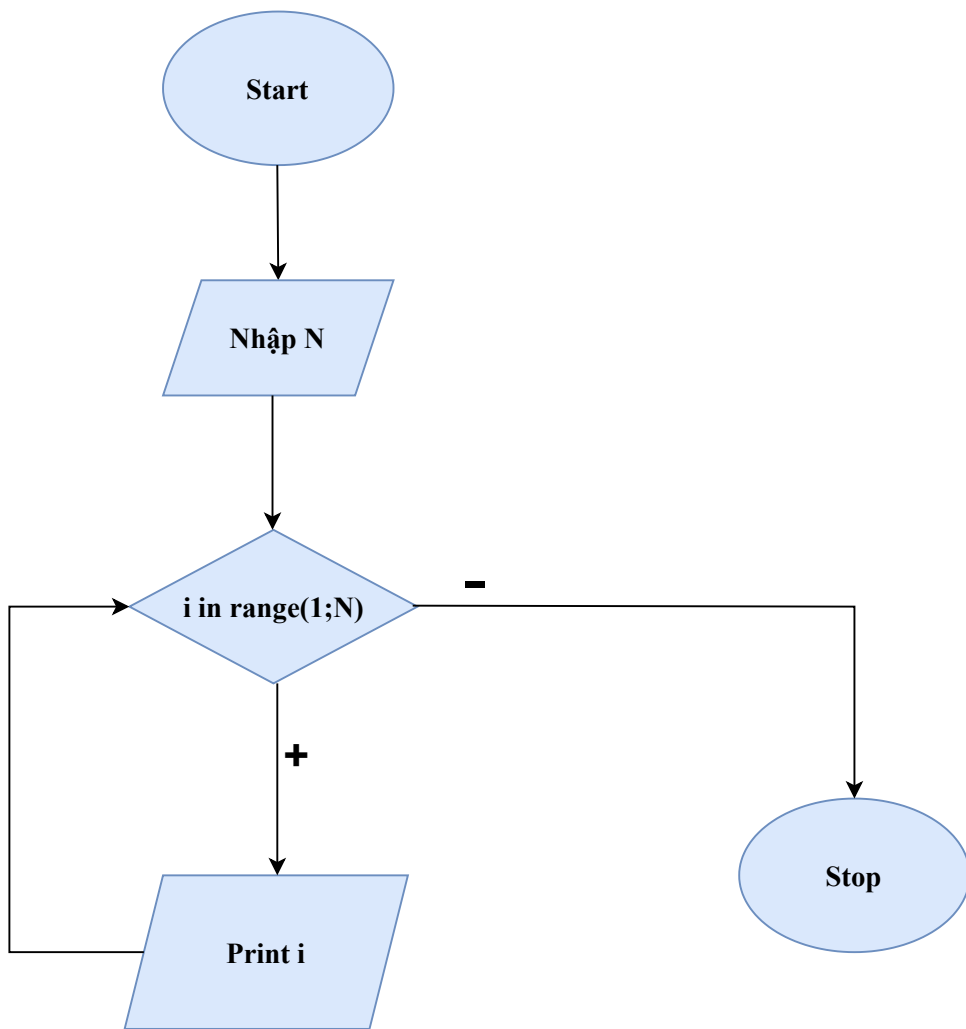 Start
Nhập N
i in range(1;N)
-
+
Print i
Stop